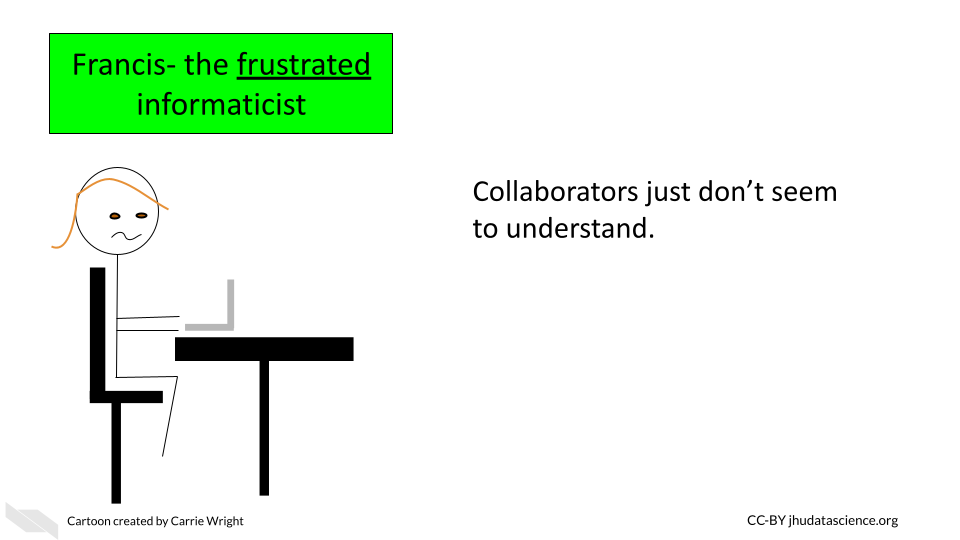 Francis- the frustrated
informaticist
Collaborators just don’t seem
to understand.
Cartoon created by Carrie Wright
CC-BY jhudatascience.org